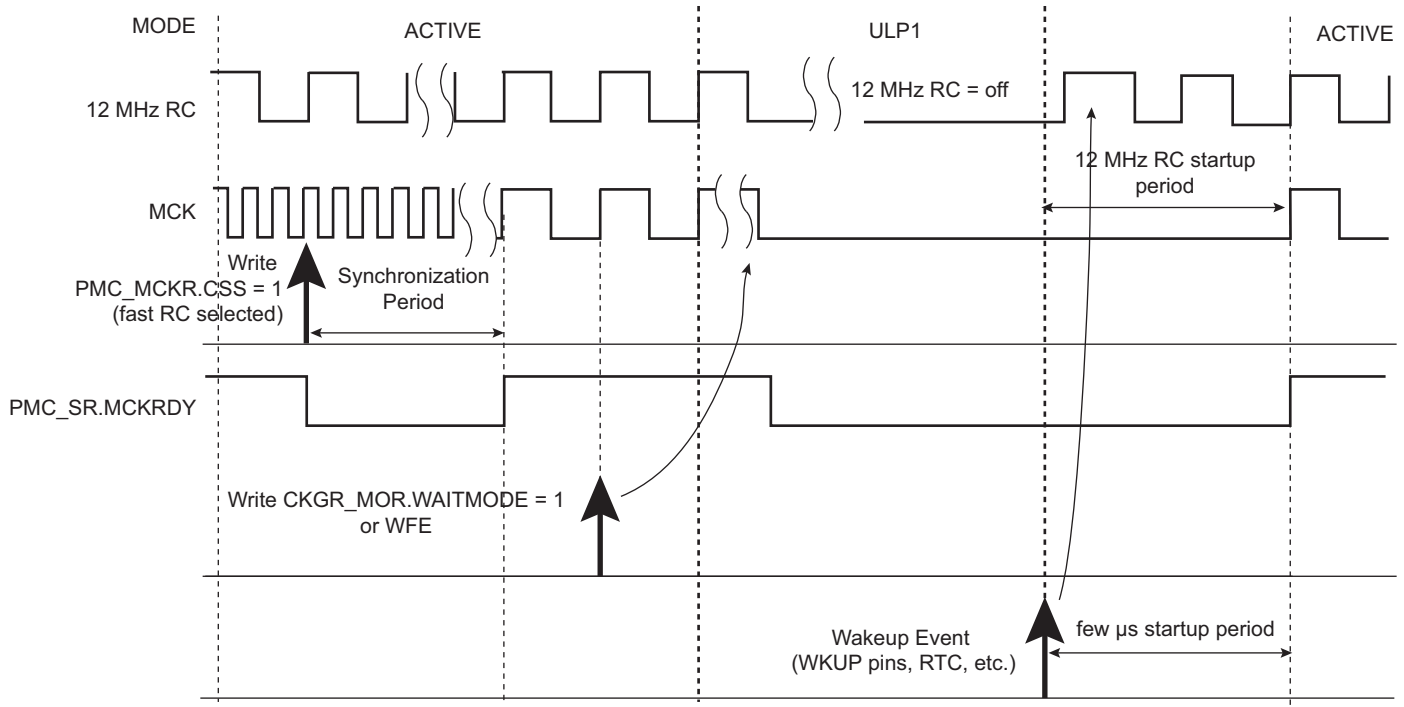 MODE
ACTIVE
ULP1
ACTIVE
12 MHz RC
12 MHz RC = off
12 MHz RC startup
period
MCK
Write
PMC_MCKR.CSS = 1
(fast RC selected)
Synchronization
Period
PMC_SR.MCKRDY
Write CKGR_MOR.WAITMODE = 1
or WFE
Wakeup Event
(WKUP pins, RTC, etc.)
few µs startup period